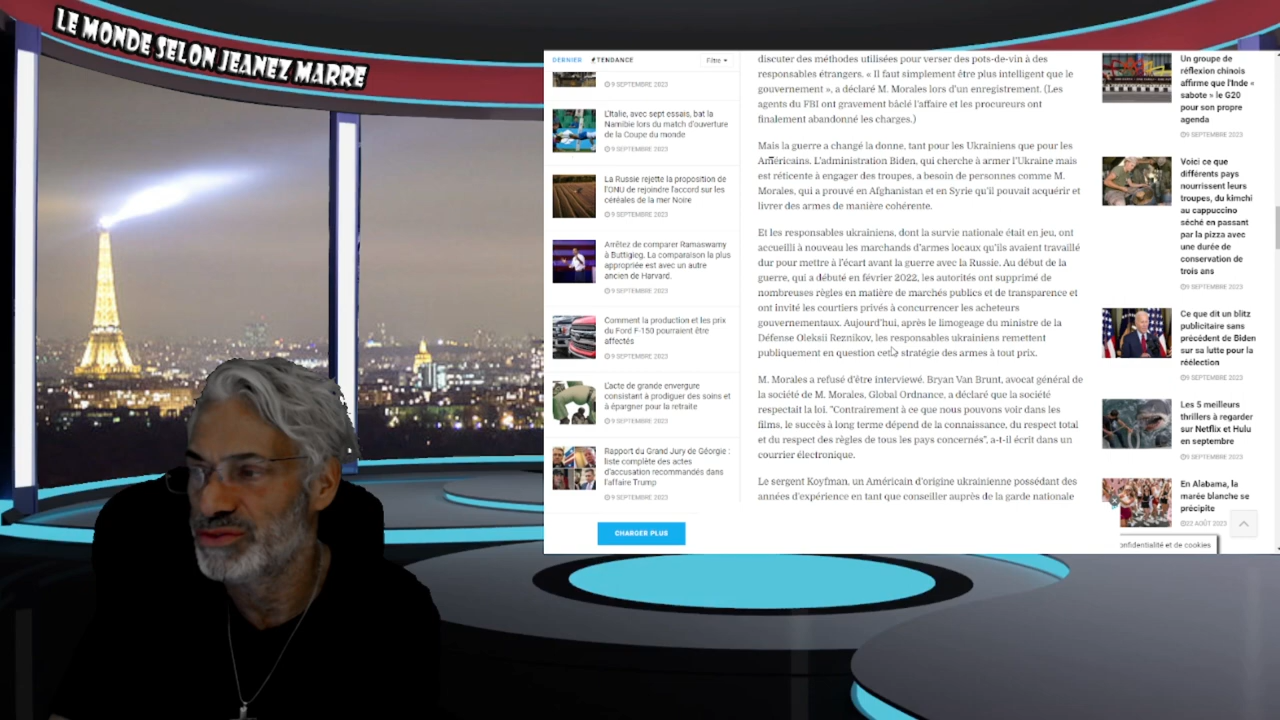 LE MONDE SELON JEANEZ MARRE
DERNIER TENDANCE
Filtre
9 SEPTEMBRE 2023
L'Italie, avec sept essais, bat la
Namibie lors du match d'ouverture
de la Coupe du monde
9 SEPTEMBRE 2023
La Russie rejette la proposition de
l'ONU de rejoindre l'accord sur les
céréales de la mer Noire
9 SEPTEMBRE 2023
Arrêtez de comparer Ramaswamy
à Buttigieg. La comparaison la plus
appropriée est avec un autre
ancien de Harvard.
9 SEPTEMBRE 2023
Comment la production et les prix
du Ford F-150 pourraient être
affectés
9 SEPTEMBRE 2023
L'acte de grande envergure
consistant à prodiguer des soins et
à épargner pour la retraite
9 SEPTEMBRE 2023
Rapport du Grand Jury de Géorgie :
liste complète des actes
d'accusation recommandés dans
l'affaire Trump
9 SEPTEMBRE 2023
CHARGER PLUS
discuter des méthodes utilisées pour verser des pots-de-vin à des
responsables étrangers. « Il faut simplement être plus intelligent que le
gouvernement », a déclaré M. Morales lors d'un enregistrement. (Les
agents du FBI ont gravement bâclé l'affaire et les procureurs ont
finalement abandonné les charges.)
Mais la guerre a changé la donne, tant pour les Ukrainiens que pour les
Américains. L'administration Biden, qui cherche à armer l'Ukraine mais
est réticente à engager des troupes, a besoin de personnes comme M.
Morales, qui a prouvé en Afghanistan et en Syrie qu'il pouvait acquérir et
livrer des armes de manière cohérente.
Et les responsables ukrainiens, dont la survie nationale était en jeu, ont
accueilli à nouveau les marchands d'armes locaux qu'ils avaient travaillé
dur pour mettre à l'écart avant la guerre avec la Russie. Au début de la
guerre, qui a débuté en février 2022, les autorités ont supprimé de
nombreuses règles en matière de marchés publics et de transparence et
ont invité les courtiers privés à concurrencer les acheteurs
gouvernementaux. Aujourd'hui, après le limogeage du ministre de la
Défense Oleksii Reznikov, les responsables ukrainiens remettent
publiquement en question cette stratégie des armes à tout prix.
M. Morales a refusé d'être interviewé. Bryan Van Brunt, avocat général de
la société de M. Morales, Global Ordnance, a déclaré que la société
respectait la loi. "Contrairement à ce que nous pouvons voir dans les
films, le succès à long terme dépend de la connaissance, du respect total
et du respect des règles de tous les pays concernés", a-t-il écrit dans un
courrier électronique.
Le sergent Koyfman, un Américain d'origine ukrainienne possédant des
années d'expérience en tant que conseiller auprès de la garde nationale
Un groupe de
réflexion chinois
affirme que l'Inde «
sabote » le G20
pour son propre
agenda
9 SEPTEMBRE 2023
Voici ce que
différents pays
nourrissent leurs
troupes, du kimchi
au cappuccino
séché en passant
par la pizza avec
une durée de
conservation de
trois ans
9 SEPTEMBRE 2023
Ce que dit un blitz
publicitaire sans
précédent de Biden
sur sa lutte pour la
réélection
9 SEPTEMBRE 2023
Les 5 meilleurs
thrillers à regarder
sur Netflix et Hulu
en septembre
9 SEPTEMBRE 2023
En Alabama, la
marée blanche se
précipite
22 AOÛT 2023
onfidentialité et de cookies